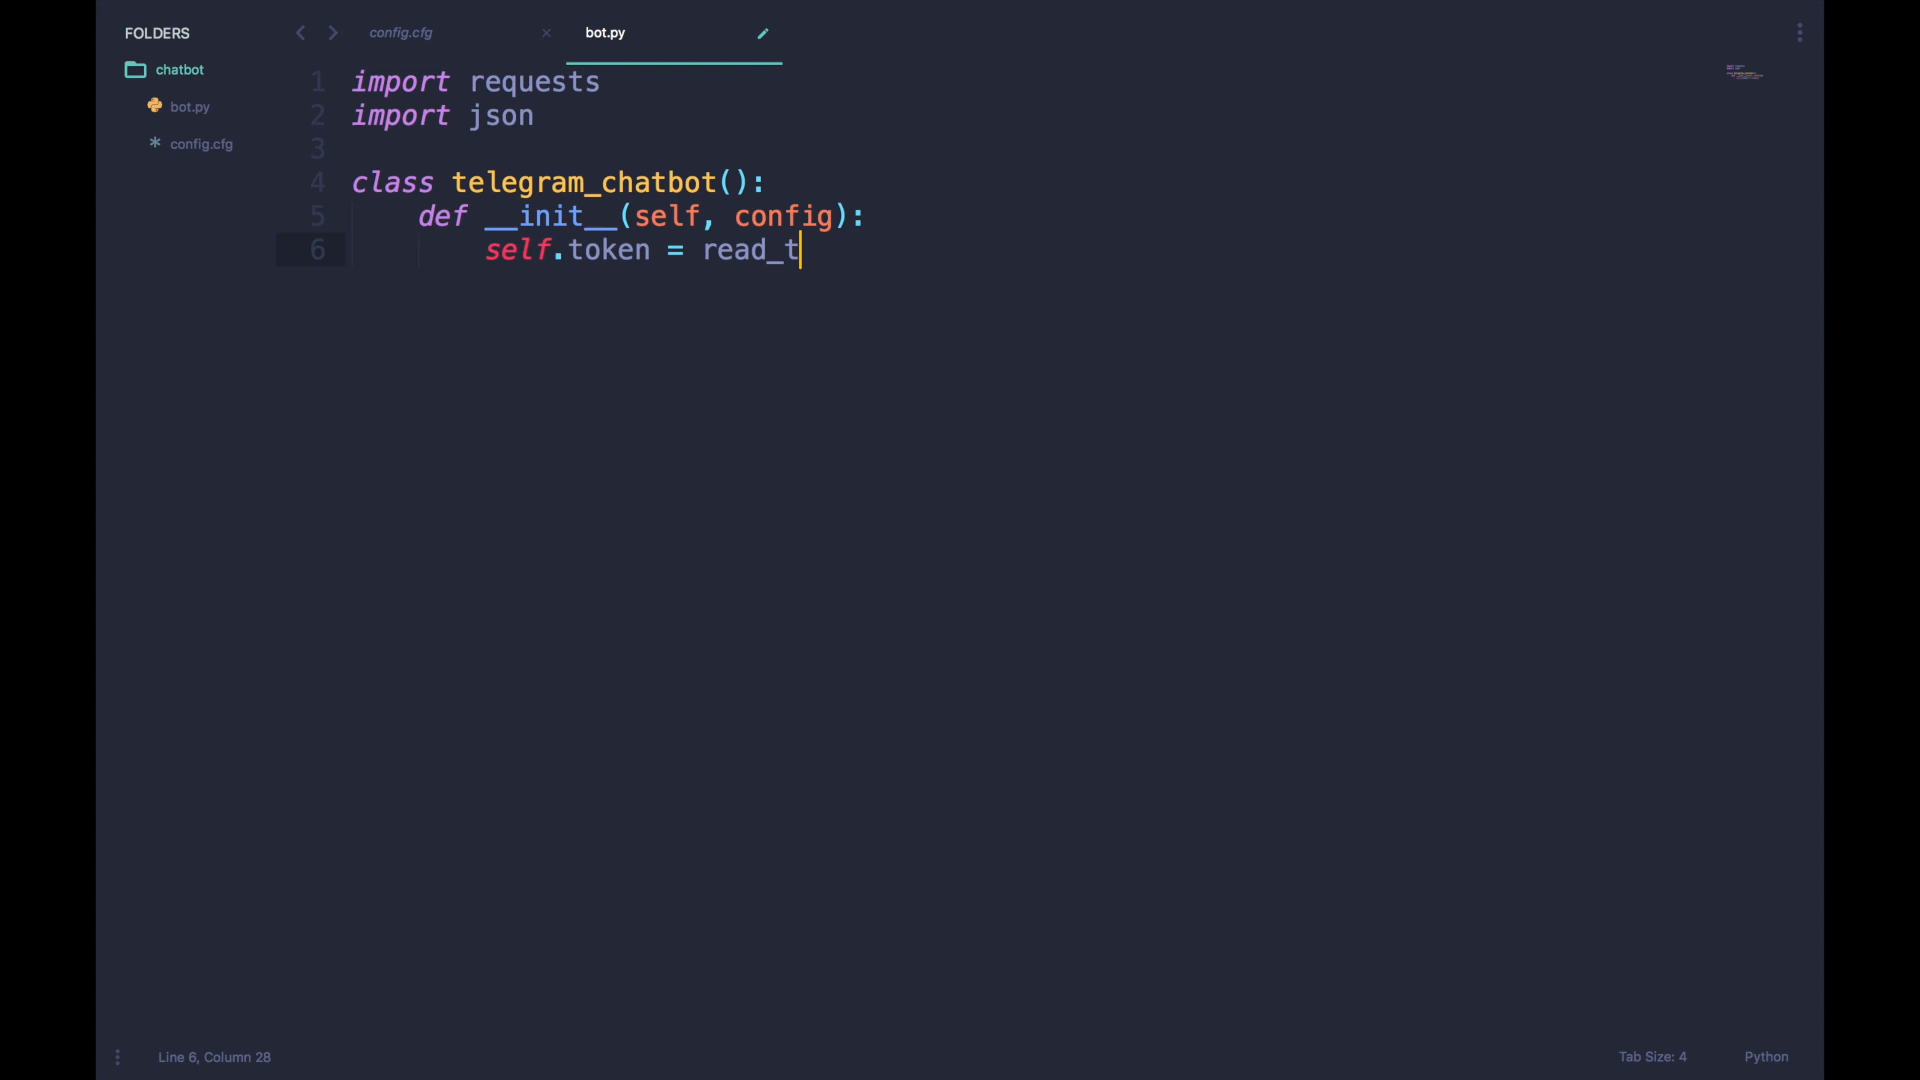 FOLDERS
chatbot
bot.py
* config.cfg
config.cfg ×
bot.py
1 import requests
2 import json
3
4 class telegram_chatbot():
5     def __init__(self, config):
6         self.token = read_t
Line 6, Column 28
Tab Size: 4
Python